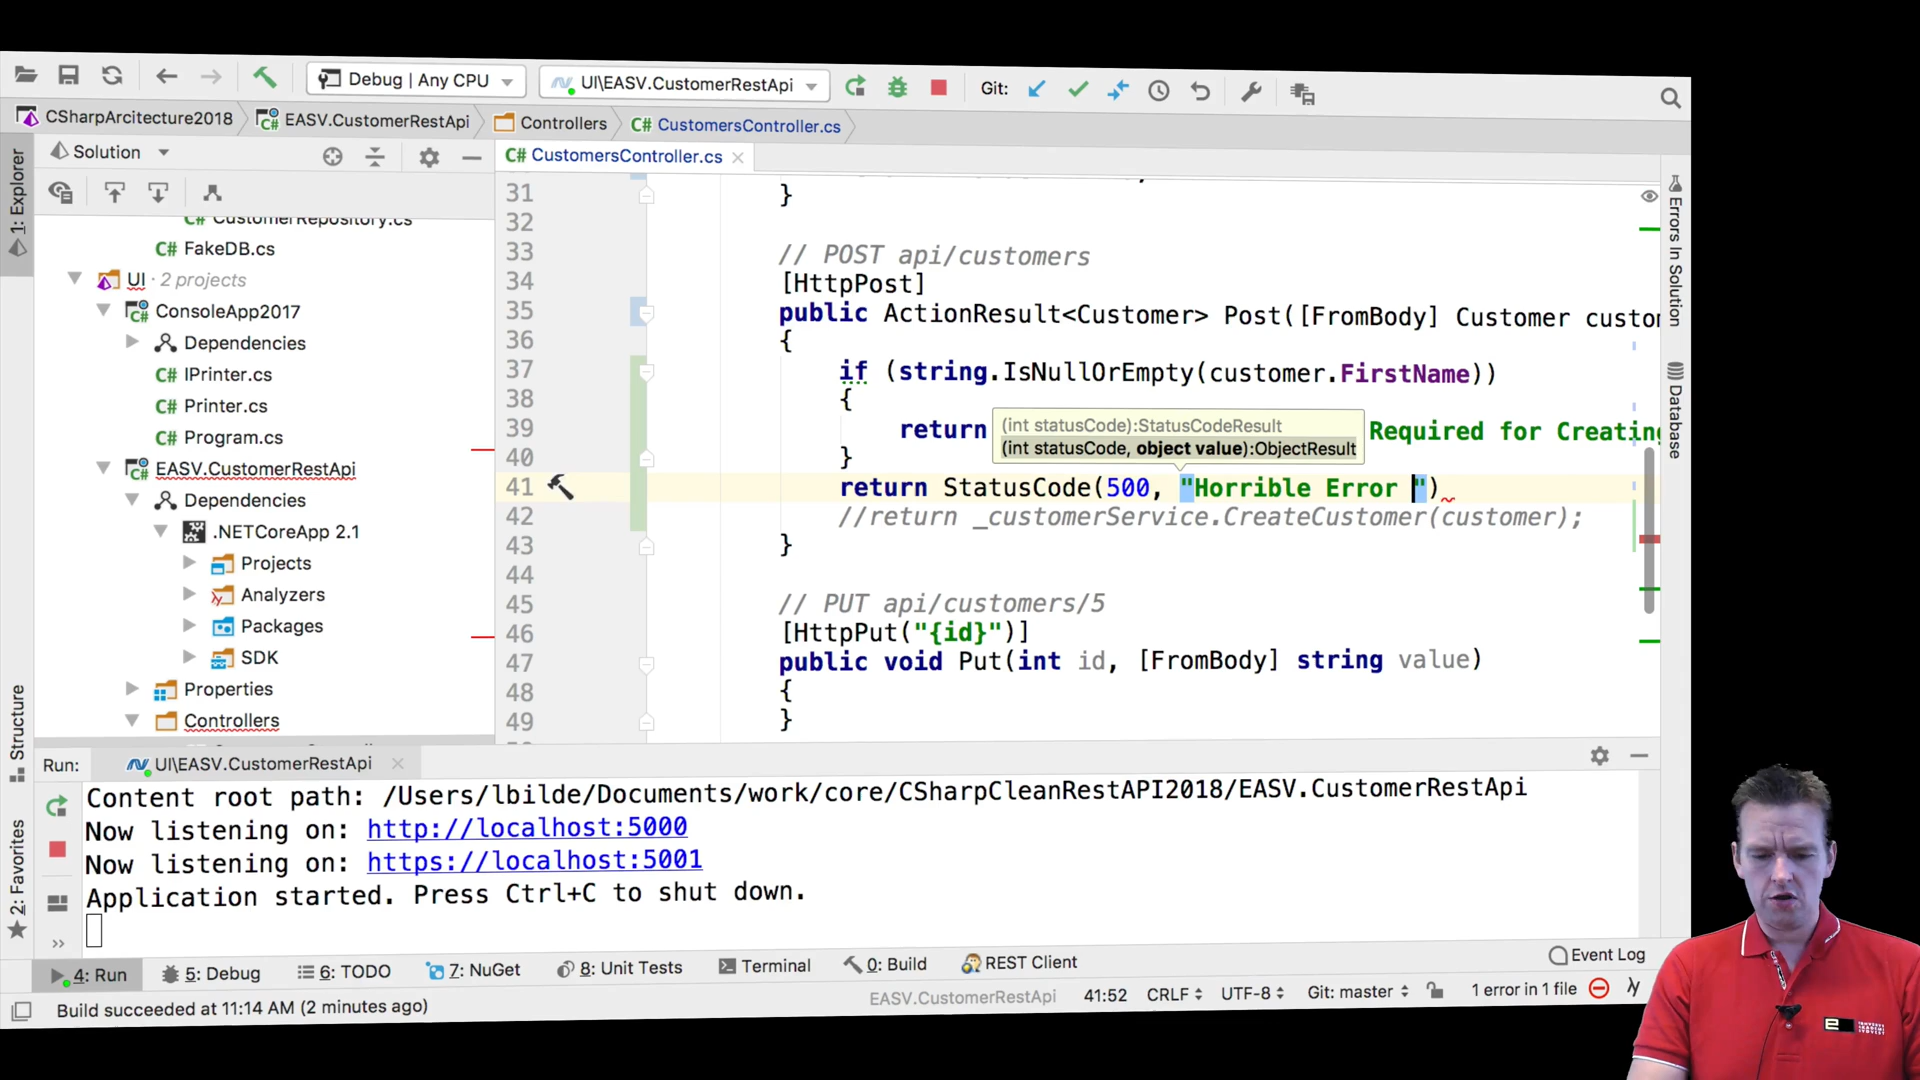 Debug | Any CPU
UI\EASV.CustomerRestApi
Git:
CSharpArcitecture2018
EASV.CustomerRestApi
Controllers
C# CustomersController.cs
Solution
C# CustomersController.cs
1: Explorer
Structure
2: Favorites
C# CustomerRepository.cs
C# FakeDB.cs
UI · 2 projects
ConsoleApp2017
Dependencies
C# IPrinter.cs
C# Printer.cs
C# Program.cs
EASV.CustomerRestApi
Dependencies
.NETCoreApp 2.1
Projects
Analyzers
Packages
SDK
Properties
Controllers
31 }
32
33 // POST api/customers
34 [HttpPost]
35 public ActionResult<Customer> Post([FromBody] Customer custom
36 {
37 if (string.IsNullOrEmpty(customer.FirstName))
38 {
(int statusCode):StatusCodeResult
39 return Required for Creating
(int statusCode, object value):ObjectResult
40 }
41 return StatusCode(500, "Horrible Error ")
42 //return _customerService.CreateCustomer(customer);
43 }
44
45 // PUT api/customers/5
46 [HttpPut("{id}")]
47 public void Put(int id, [FromBody] string value)
48 {
49 }
Errors In Solution
Database
Run: UI\EASV.CustomerRestApi
Content root path: /Users/lbilde/Documents/work/core/CSharpCleanRestAPI2018/EASV.CustomerRestApi
Now listening on: http://localhost:5000
Now listening on: https://localhost:5001
Application started. Press Ctrl+C to shut down.
4: Run 5: Debug 6: TODO 7: NuGet 8: Unit Tests Terminal 0: Build REST Client Event Log
Build succeeded at 11:14 AM (2 minutes ago) EASV.CustomerRestApi 41:52 CRLF UTF-8 Git: master 1 error in 1 file